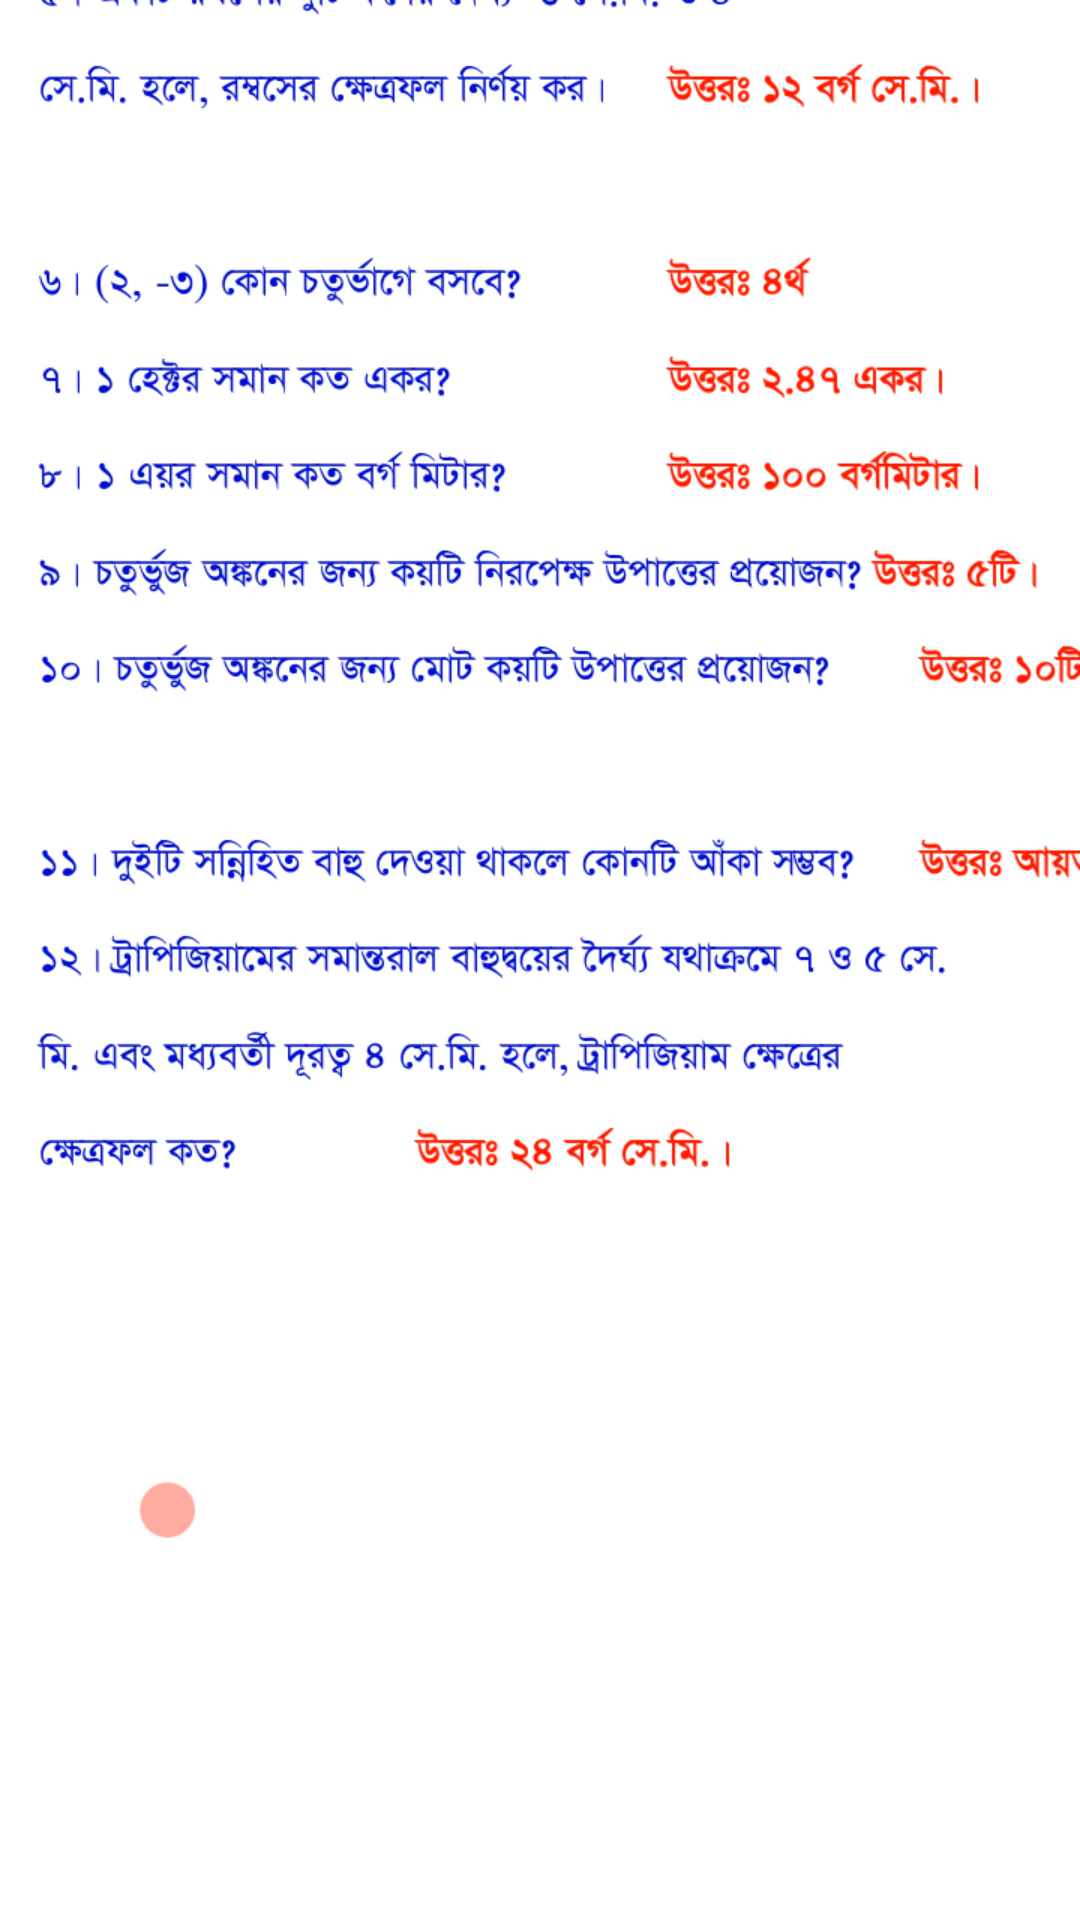 সে.মি. হলে, রম্বসের ক্ষেত্রফল নির্ণয় কর। উত্তরঃ ১২ বর্গ সে.মি.।
৬। (২, -৩) কোন চতুর্ভাগে বসবে? উত্তরঃ ৪র্থ
৭। ১ হেক্টর সমান কত একর? উত্তরঃ ২.৪৭ একর।
৮। ১ এয়র সমান কত বর্গ মিটার? উত্তরঃ ১০০ বর্গমিটার।
৯। চতুর্ভুজ অঙ্কনের জন্য কয়টি নিরপেক্ষ উপাত্তের প্রয়োজন? উত্তরঃ ৫টি।
১০। চতুর্ভুজ অঙ্কনের জন্য মোট কয়টি উপাত্তের প্রয়োজন? উত্তরঃ ১০টি
১১। দুইটি সন্নিহিত বাহু দেওয়া থাকলে কোনটি আঁকা সম্ভব? উত্তরঃ
১২। ট্রাপিজিয়ামের সমান্তরাল বাহুদ্বয়ের দৈর্ঘ্য যথাক্রমে ৭ ও ৫ সে.
মি. এবং মধ্যবর্তী দূরত্ব ৪ সে.মি. হলে, ট্রাপিজিয়াম ক্ষেত্রের
ক্ষেত্রফল কত? উত্তরঃ ২৪ বর্গ সে.মি.।